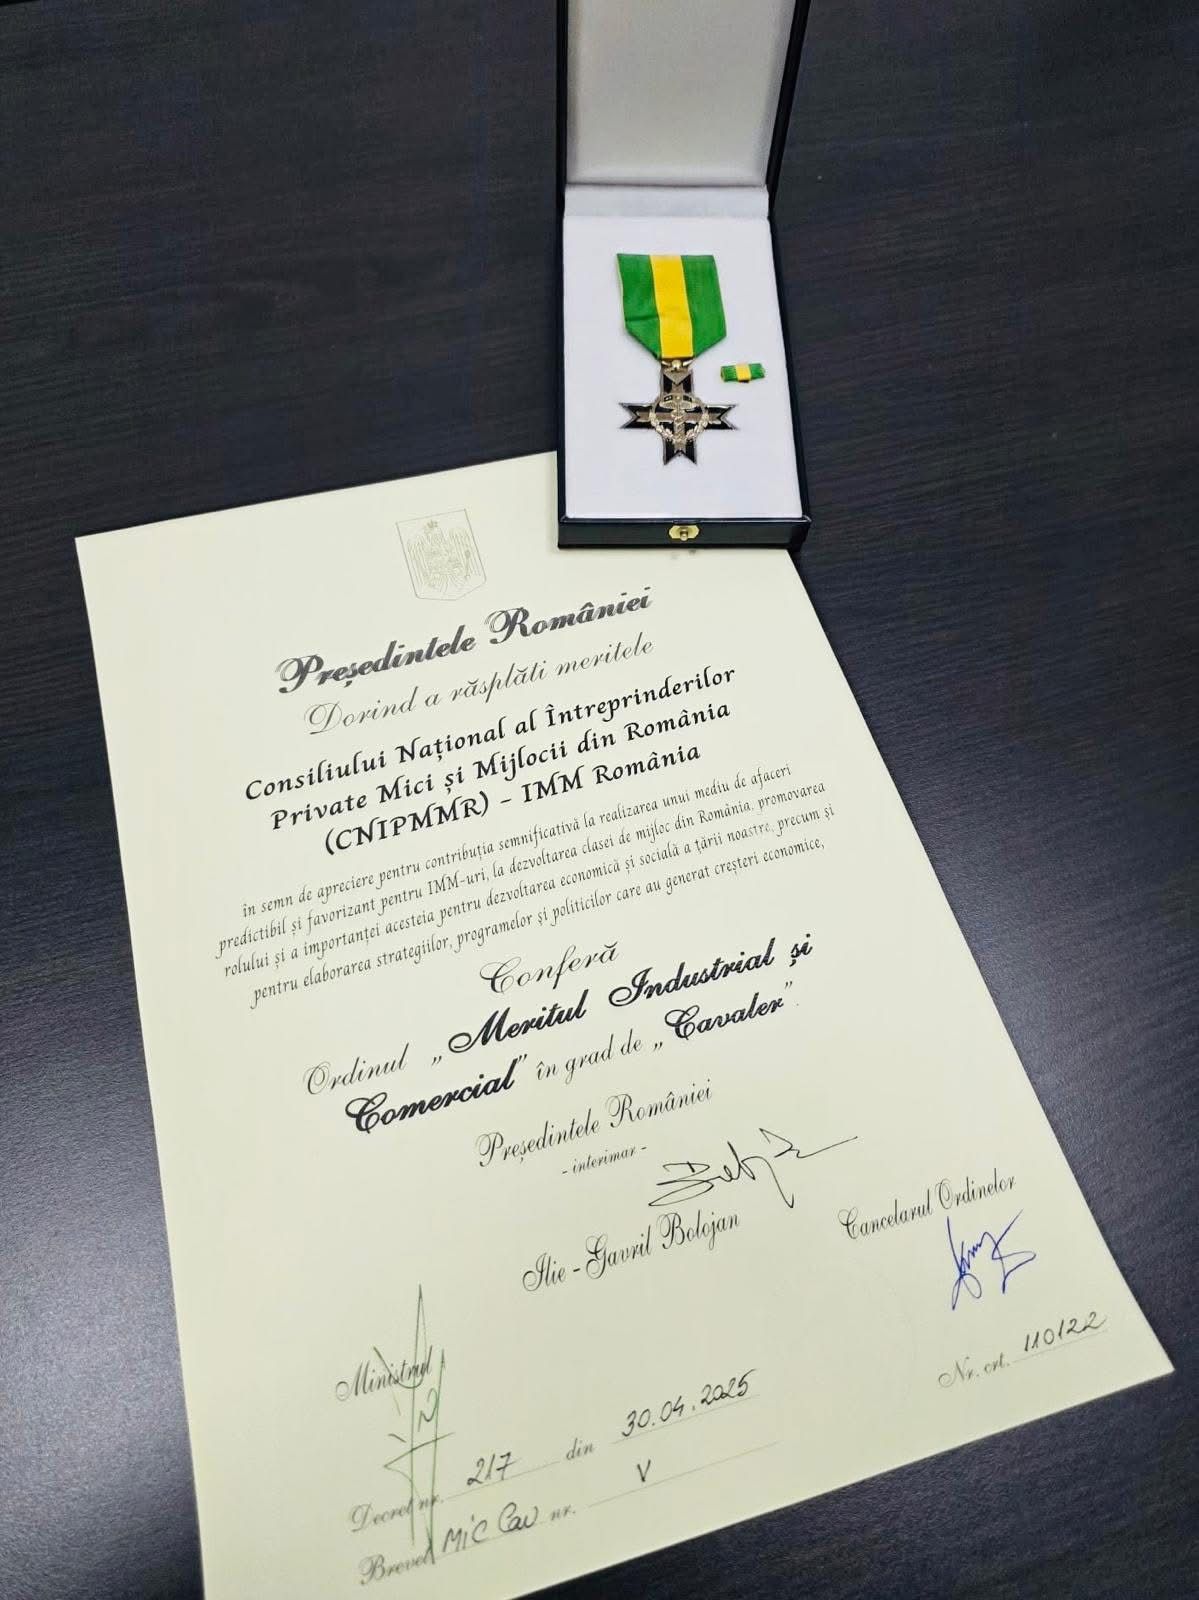 Președintele României
Dorind a răsplăti meritele
Consiliului Național al Întreprinderilor
Private Mici și Mijlocii din România
(CNIPMMR) - IMM România
în semn de apreciere pentru contribuția semnificativă la realizarea unui mediu de afaceri
predictibil și favorizant pentru IMM-uri, la dezvoltarea clasei de mijloc din România, promovarea
rolului și a importanței acesteia pentru dezvoltarea economică și socială a țării noastre, precum și
pentru elaborarea strategiilor, programelor și politicilor care au generat creșteri economice,
Conferă
Ordinul „Meritul Industrial și
Comercial” în grad de „Cavaler”.
Președintele României
- interimar -
Ilie - Gavril Bolojan
Cancelarul Ordinelor
Ministrul
Nr. crt. 110122
Decret nr. 217 din 30.04.2025
Brevet MIC Cav nr. V